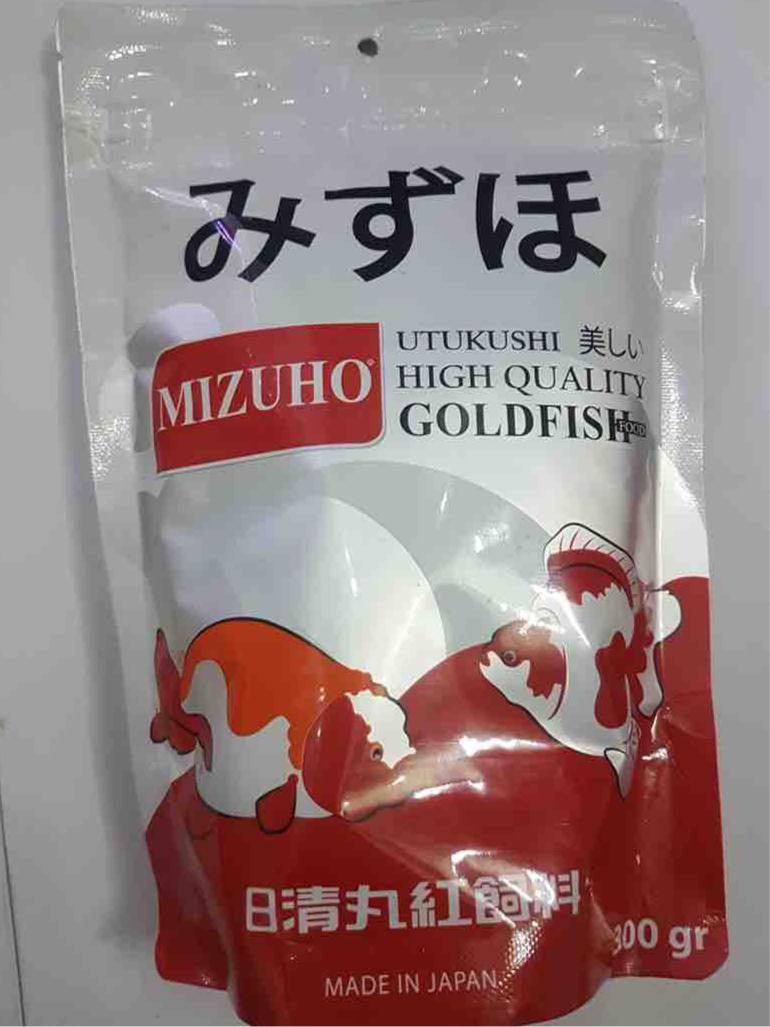 みずほ
MIZUHO
UTUKUSHI 美しい
HIGH QUALITY
GOLDFISH FOOD
日清丸紅飼料
300 gr
MADE IN JAPAN